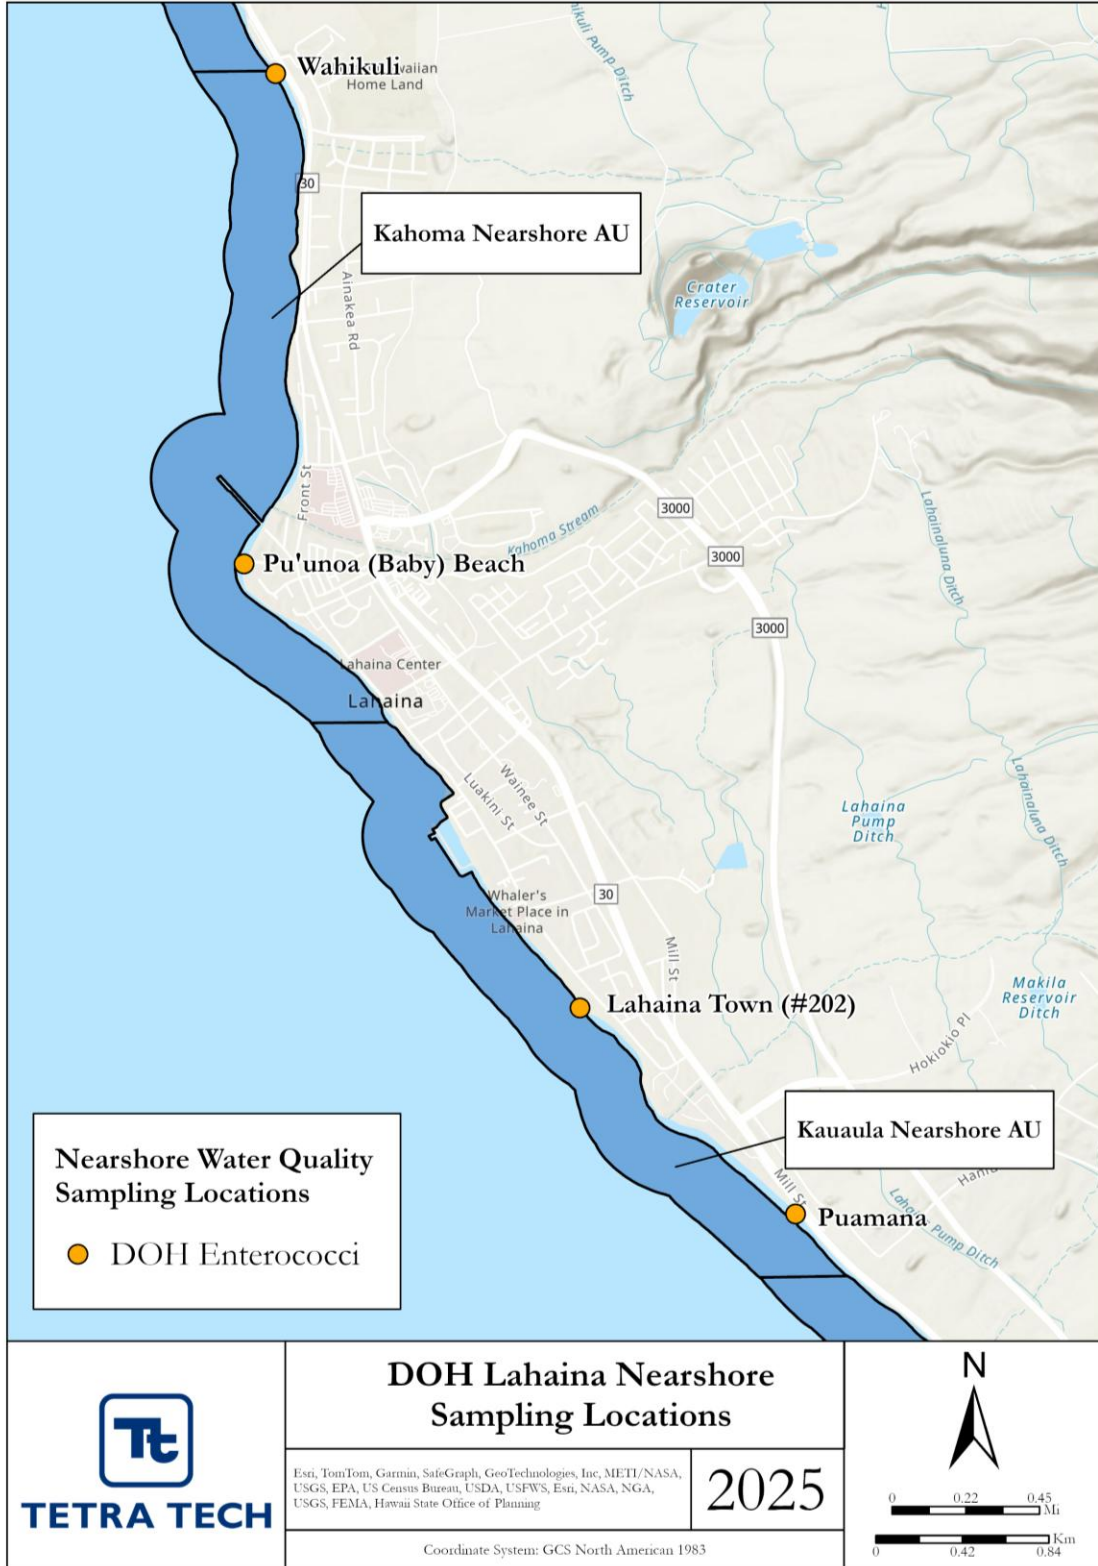 Wahikuli
waiian
Home Land
ikuli Pump Ditch
30
Kahoma Nearshore AU
Ainakea Rd
Crater
Reservoir
Front St
Kahoma Stream
3000
3000
3000
Lahainaluna Ditch
Pu'unoa (Baby) Beach
Lahaina Center
Lahaina
Wainee St
Luakini St
Lahaina
Pump
Ditch
Lahainaluna Ditch
30
Whaler's
Market Place in
Lahaina
Mill St
Lahaina Town (#202)
Makila
Reservoir
Ditch
Hokiokio Pl
Kauaula Nearshore AU
Mill St
Puamana
Pump Ditch
Nearshore Water Quality
Sampling Locations
DOH Enterococci
Tt
TETRA TECH
DOH Lahaina Nearshore
Sampling Locations
Esri, TomTom, Garmin, SafeGraph, GeoTechnologies, Inc, METI/NASA,
USGS, EPA, US Census Bureau, USDA, USFWS, Esri, NASA, NGA,
USGS, FEMA, Hawaii State Office of Planning
2025
Coordinate System: GCS North American 1983
N
0 0.22 0.45
Mi
Km
0 0.42 0.84